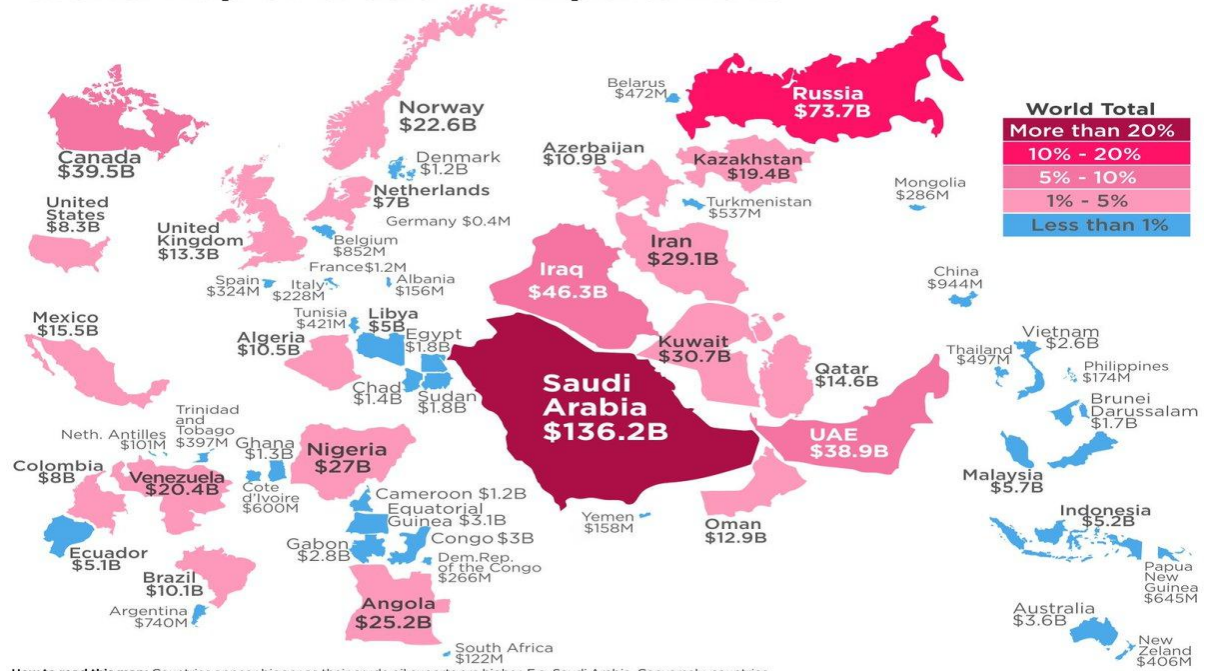 Norway
$22.6B
Belarus
$472M
Russia
$73.7B
World Total
More than 20%
10% - 20%
5% - 10%
1% - 5%
Less than 1%
Canada
$39.5B
Denmark
$1.2B
Azerbaijan
$10.9B
Kazakhstan
$19.4B
Netherlands
$7B
Mongolia
$286M
United
States
$8.3B
Germany $0.4M
Turkmenistan
$537M
United
Kingdom
$13.3B
Belgium
$852M
Iran
$29.1B
France$1.2M
Spain
$324M
Italy
$228M
Albania
$156M
Iraq
$46.3B
China
$944M
Mexico
$15.5B
Tunisia
$421M
Libya
$5B
Algeria
$10.5B
Egypt
$1.8B
Kuwait
$30.7B
Vietnam
$2.6B
Thailand
$497M
Qatar
$14.6B
Philippines
$174M
Chad
$1.4B
Sudan
$1.8B
Saudi
Arabia
$136.2B
Brunei
Darussalam
$1.7B
Trinidad
and
Tobago
$397M
Neth. Antilles
$101M
Ghana
$1.3B
Nigeria
$27B
UAE
$38.9B
Colombia
$8B
Venezuela
$20.4B
Cote
d'Ivoire
$600M
Malaysia
$5.7B
Cameroon $1.2B
Equatorial
Guinea $3.1B
Yemen
$158M
Oman
$12.9B
Indonesia
$5.2B
Gabon
$2.8B
Congo $3B
Ecuador
$5.1B
Dem.Rep.
of the Congo
$266M
Papua
New
Guinea
$645M
Brazil
$10.1B
Angola
$25.2B
Argentina
$740M
Australia
$3.6B
South Africa
$122M
New
Zeland
$406M